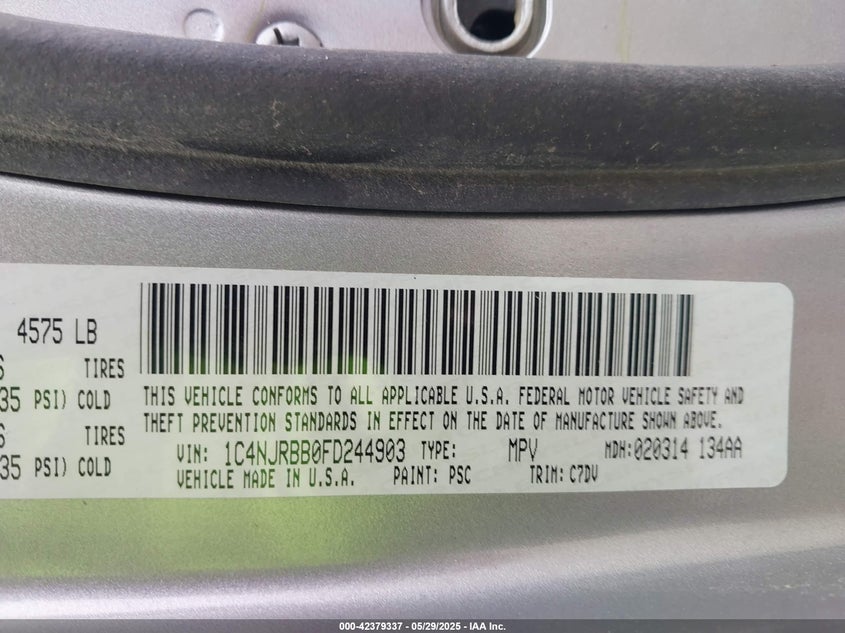 4575 LB
TIRES
35 PSI) COLD
TIRES
35 PSI) COLD
THIS VEHICLE CONFORMS TO ALL APPLICABLE U.S.A. FEDERAL MOTOR VEHICLE SAFETY AND
THEFT PREVENTION STANDARDS IN EFFECT ON THE DATE OF MANUFACTURE SHOWN ABOVE.
VIN: 1C4NJRBB0FD244903 TYPE: MPV MDH:020314 134AA
VEHICLE MADE IN U.S.A. PAINT: PSC TRIM: C7DV
000-42379337 - 05/29/2025 - IAA Inc.